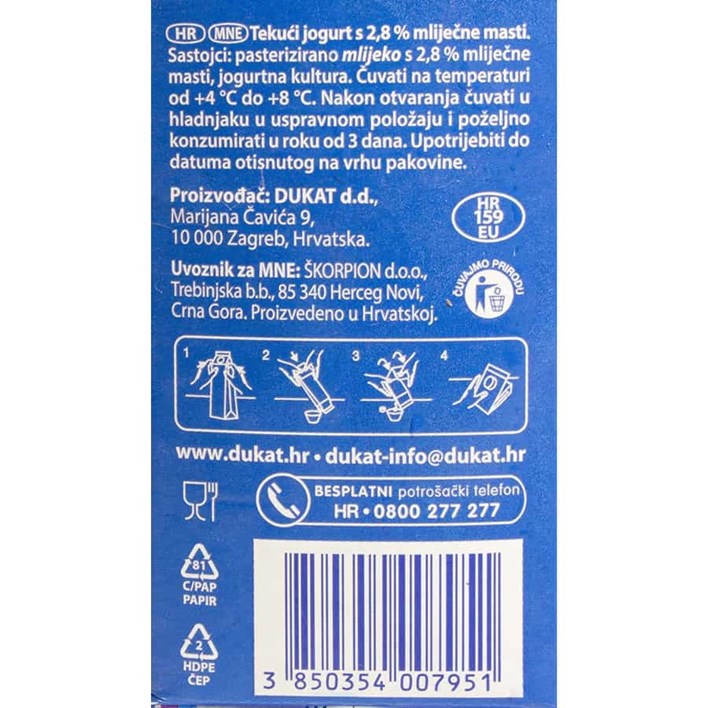 HR MNE Tekući jogurt s 2,8 % mliječne masti.
Sastojci: pasterizirano mlijeko s 2,8 % mliječne
masti, jogurtna kultura. Čuvati na temperaturi
od +4 °C do +8 °C. Nakon otvaranja čuvati u
hladnjaku u uspravnom položaju i poželjno
konzumirati u roku od 3 dana. Upotrijebiti do
datuma otisnutog na vrhu pakovine.
Proizvođač: DUKAT d.d.,
Marijana Čavića 9,
10 000 Zagreb, Hrvatska.
HR
159
EU
Uvoznik za MNE: ŠKORPION d.o.o.,
Trebinjska b.b., 85 340 Herceg Novi,
Crna Gora. Proizvedeno u Hrvatskoj.
ČUVAJMO PRIRODU
1 2 3 4
www.dukat.hr • dukat-info@dukat.hr
BESPLATNI potrošački telefon
HR • 0800 277 277
81
C/PAP
PAPIR
2
HDPE
ČEP
3 850354 007951